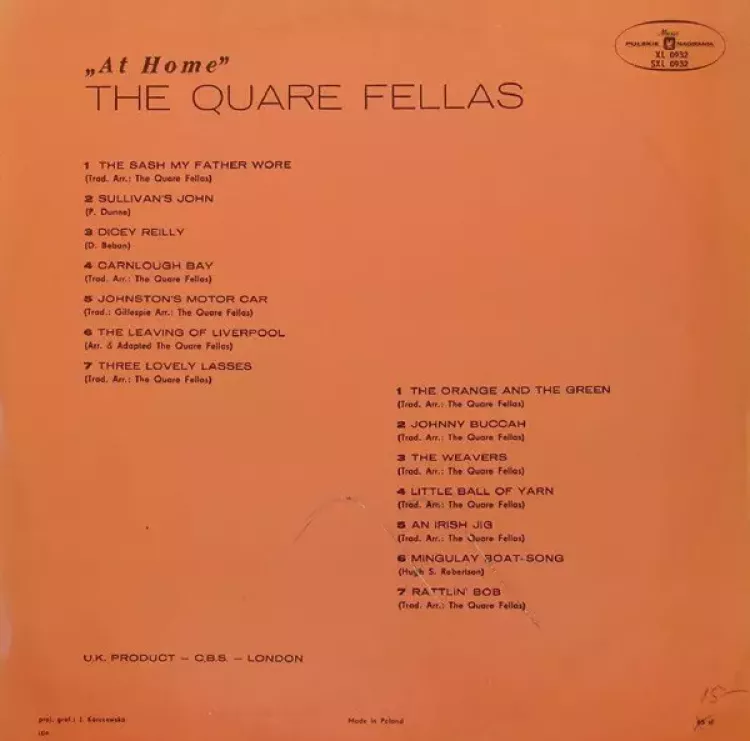 „At Home”
THE QUARE FELLAS
Muza
POLSKIE NAGRANIA
XL 0932
SXL 0932
1 THE SASH MY FATHER WORE
(Trad. Arr.: The Quare Fellas)
2 SULLIVAN'S JOHN
(P. Dunne)
3 DICEY REILLY
(D. Beban)
4 CARNLOUGH BAY
(Trad. Arr.: The Quare Fellas)
5 JOHNSTON'S MOTOR CAR
(Trad.: Gillespie Arr.: The Quare Fellas)
6 THE LEAVING OF LIVERPOOL
(Arr. & Adapted The Quare Fellas)
7 THREE LOVELY LASSES
(Trad. Arr.: The Quare Fellas)
1 THE ORANGE AND THE GREEN
(Trad. Arr.: The Quare Fellas)
2 JOHNNY BUCCAH
(Trad. Arr.: The Quare Fellas)
3 THE WEAVERS
(Trad. Arr.: The Quare Fellas)
4 LITTLE BALL OF YARN
(Trad. Arr.: The Quare Fellas)
5 AN IRISH JIG
(Trad. Arr.: The Quare Fellas)
6 MINGULAY BOAT-SONG
(Hugh S. Robertson)
7 RATTLIN' BOB
(Trad. Arr.: The Quare Fellas)
U.K. PRODUCT – C.B.S. – LONDON
15-
proj. graf.: J.
Made in Poland